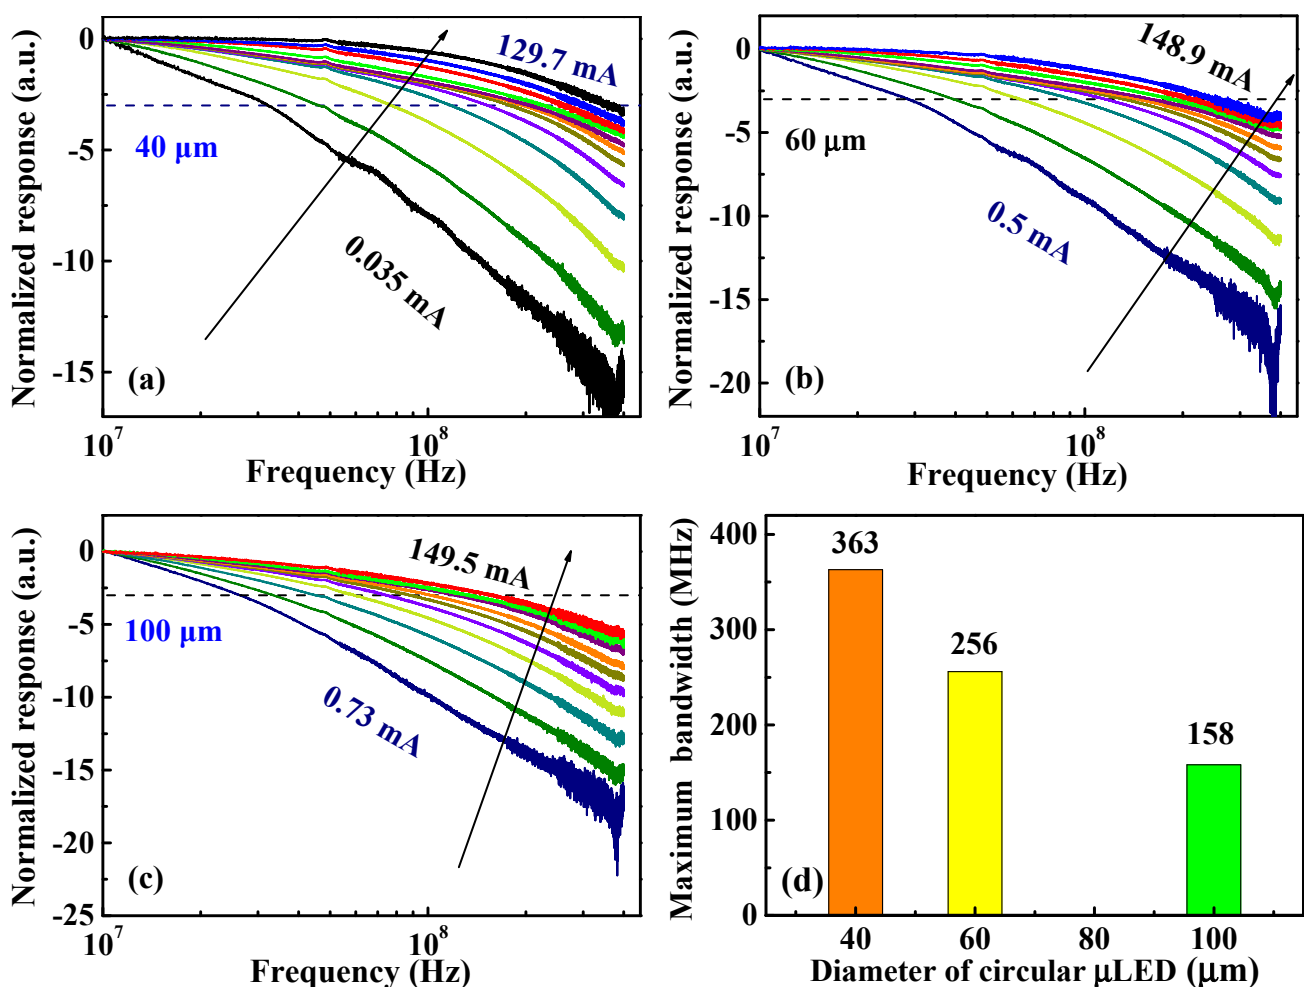 Normalized response (a.u.)
0
-5
-10
-15
129.7 mA
40 µm
0.035 mA
(a)
10^7
10^8
Frequency (Hz)
Normalized response (a.u.)
0
-5
-10
-15
-20
148.9 mA
60 µm
0.5 mA
(b)
10^7
10^8
Frequency (Hz)
Normalized response (a.u.)
0
-5
-10
-15
-20
-25
149.5 mA
100 µm
0.73 mA
(c)
10^7
10^8
Frequency (Hz)
Maximum bandwidth (MHz)
400
300
200
100
0
363
256
158
(d)
40
60
80
100
Diameter of circular µLED (µm)